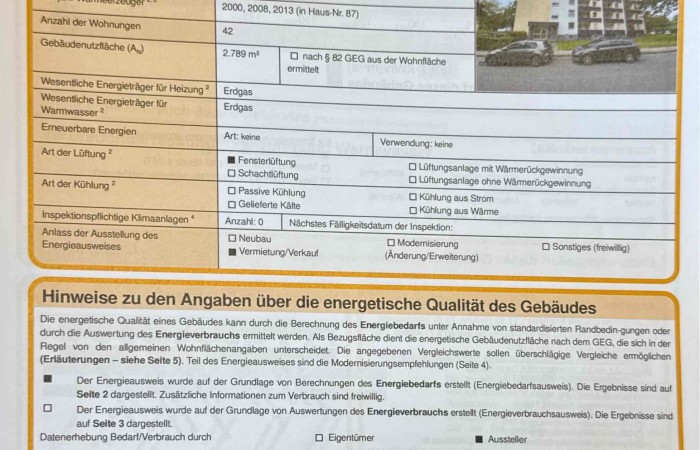 Wärmeerzeuger 2,3
2000, 2008, 2013 (in Haus-Nr. 87)
Anzahl der Wohnungen
42
Gebäudenutzfläche (AN)
2.789 m²
☐ nach § 82 GEG aus der Wohnfläche
ermittelt
Wesentliche Energieträger für Heizung ²
Erdgas
Wesentliche Energieträger für
Warmwasser ²
Erdgas
Erneuerbare Energien
Art: keine
Verwendung: keine
Art der Lüftung ²
■ Fensterlüftung
☐ Schachtlüftung
☐ Lüftungsanlage mit Wärmerückgewinnung
☐ Lüftungsanlage ohne Wärmerückgewinnung
Art der Kühlung ²
☐ Passive Kühlung
☐ Gelieferte Kälte
☐ Kühlung aus Strom
☐ Kühlung aus Wärme
Inspektionspflichtige Klimaanlagen ⁴
Anzahl: 0
Nächstes Fälligkeitsdatum der Inspektion:
Anlass der Ausstellung des
Energieausweises
☐ Neubau
■ Vermietung/Verkauf
☐ Modernisierung
(Änderung/Erweiterung)
☐ Sonstiges (freiwillig)
Hinweise zu den Angaben über die energetische Qualität des Gebäudes
Die energetische Qualität eines Gebäudes kann durch die Berechnung des Energiebedarfs unter Annahme von standardisierten Randbedin-gungen oder
durch die Auswertung des Energieverbrauchs ermittelt werden. Als Bezugsfläche dient die energetische Gebäudenutzfläche nach dem GEG, die sich in der
Regel von den allgemeinen Wohnflächenangaben unterscheidet. Die angegebenen Vergleichswerte sollen überschlägige Vergleiche ermöglichen
(Erläuterungen – siehe Seite 5). Teil des Energieausweises sind die Modernisierungsempfehlungen (Seite 4).
■ Der Energieausweis wurde auf der Grundlage von Berechnungen des Energiebedarfs erstellt (Energiebedarfsausweis). Die Ergebnisse sind auf
Seite 2 dargestellt. Zusätzliche Informationen zum Verbrauch sind freiwillig.
☐ Der Energieausweis wurde auf der Grundlage von Auswertungen des Energieverbrauchs erstellt (Energieverbrauchsausweis). Die Ergebnisse sind
auf Seite 3 dargestellt.
Datenerhebung Bedarf/Verbrauch durch
☐ Eigentümer
■ Aussteller